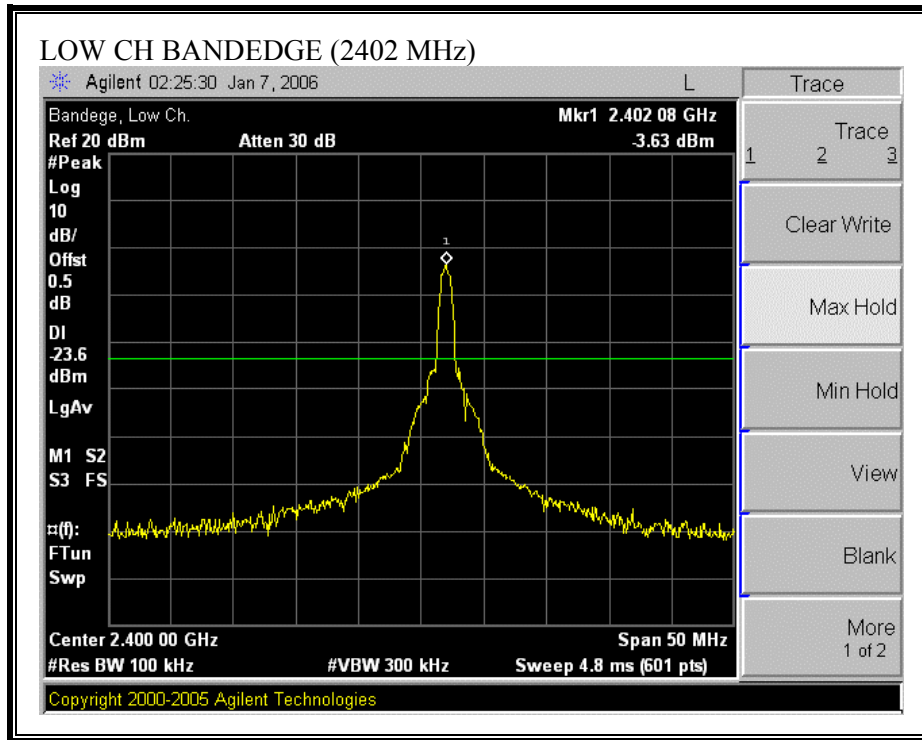 LOW CH BANDEDGE (2402 MHz)
Agilent 02:25:30 Jan 7, 2006 L
Trace
Bandege, Low Ch. Mkr1 2.402 08 GHz
Ref 20 dBm Atten 30 dB -3.63 dBm
#Peak
Log
10
dB/
Offst
0.5
dB
DI
-23.6
dBm
LgAv
M1 S2
S3 FS
¤(f):
FTun
Swp
1
Center 2.400 00 GHz Span 50 MHz
#Res BW 100 kHz #VBW 300 kHz Sweep 4.8 ms (601 pts)
Copyright 2000-2005 Agilent Technologies
Trace
1 2 3
Clear Write
Max Hold
Min Hold
View
Blank
More
1 of 2